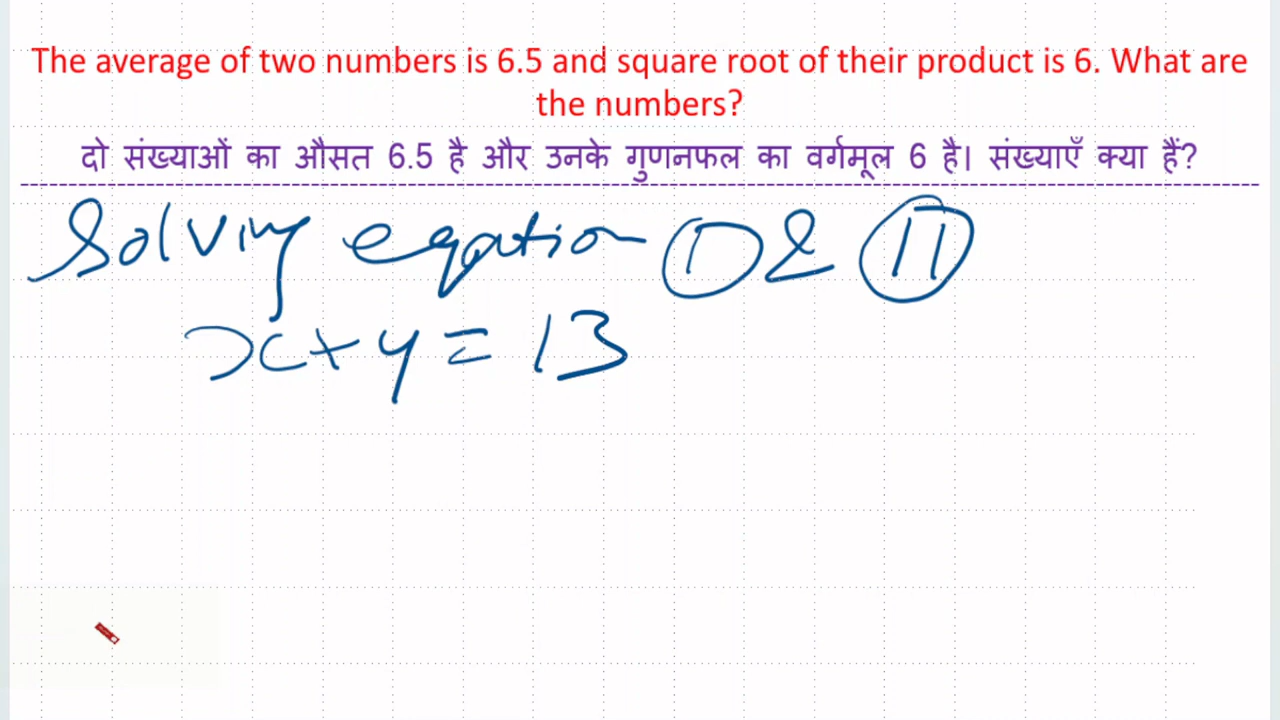 The average of two numbers is 6.5 and square root of their product is 6. What are
the numbers?
दो संख्याओं का औसत 6.5 है और उनके गुणनफल का वर्गमूल 6 है। संख्याएँ क्या हैं?
Solving eqation I & II
x + y = 13